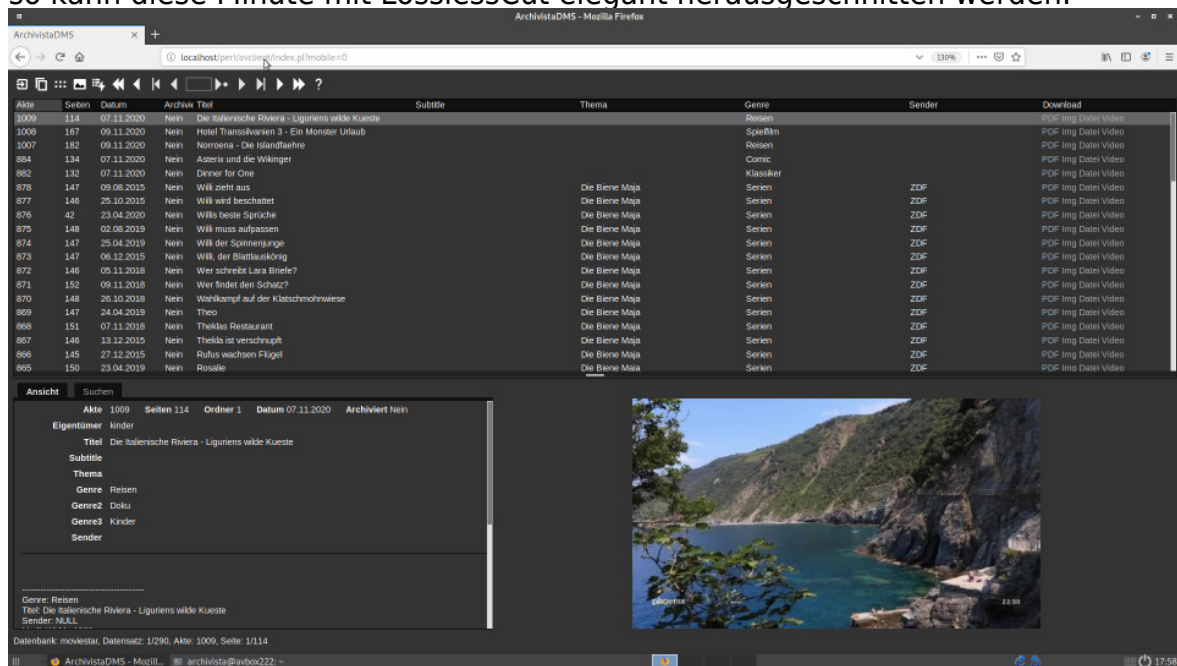 so kann diese Minute mit LosslessCut elegant herausgeschnitten werden.
ArchivistaDMS - Mozilla Firefox
ArchivistaDMS
localhost/perl/avclient/index.pl?mobile=0
130%
?
Akte Seiten Datum Archivie Titel Subtitle Thema Genre Sender Download
1009 114 07.11.2020 Nein Die Italienische Riviera - Liguriens wilde Kueste Reisen PDF Img Datei Video
1008 167 09.11.2020 Nein Hotel Transsilvanien 3 - Ein Monster Urlaub Spielfilm PDF Img Datei Video
1007 182 09.11.2020 Nein Norroena - Die Islandfaehre Reisen PDF Img Datei Video
884 134 07.11.2020 Nein Asterix und die Wikinger Comic PDF Img Datei Video
882 132 07.11.2020 Nein Dinner for One Klassiker PDF Img Datei Video
878 147 09.08.2015 Nein Willi zieht aus Die Biene Maja Serien ZDF PDF Img Datei Video
877 146 25.10.2015 Nein Willi wird beschattet Die Biene Maja Serien ZDF PDF Img Datei Video
876 42 23.04.2020 Nein Willis beste Sprüche Die Biene Maja Serien ZDF PDF Img Datei Video
875 148 02.08.2019 Nein Willi muss aufpassen Die Biene Maja Serien ZDF PDF Img Datei Video
874 147 25.04.2019 Nein Willi der Spinnenjunge Die Biene Maja Serien ZDF PDF Img Datei Video
873 147 06.12.2015 Nein Willi, der Blattlauskönig Die Biene Maja Serien ZDF PDF Img Datei Video
872 146 05.11.2018 Nein Wer schreibt Lara Briefe? Die Biene Maja Serien ZDF PDF Img Datei Video
871 152 09.11.2018 Nein Wer findet den Schatz? Die Biene Maja Serien ZDF PDF Img Datei Video
870 148 26.10.2018 Nein Wahlkampf auf der Klatschmohnwiese Die Biene Maja Serien ZDF PDF Img Datei Video
869 147 24.04.2019 Nein Theo Die Biene Maja Serien ZDF PDF Img Datei Video
868 151 07.11.2018 Nein Theklas Restaurant Die Biene Maja Serien ZDF PDF Img Datei Video
867 146 13.12.2015 Nein Thekla ist verschnupft Die Biene Maja Serien ZDF PDF Img Datei Video
866 145 27.12.2015 Nein Rufus wachsen Flügel Die Biene Maja Serien ZDF PDF Img Datei Video
865 150 23.04.2019 Nein Rosalie Die Biene Maja Serien ZDF PDF Img Datei Video
Ansicht Suchen
Akte 1009 Seiten 114 Ordner 1 Datum 07.11.2020 Archiviert Nein
Eigentümer kinder
Titel Die Italienische Riviera - Liguriens wilde Kueste
Subtitle
Thema
Genre Reisen
Genre2 Doku
Genre3 Kinder
Sender
----------------------------------------
Genre: Reisen
Titel: Die Italienische Riviera - Liguriens wilde Kueste
Sender: NULL
phoenix
22:30
Datenbank: moviestar, Datensatz: 1/290, Akte: 1009, Seite: 1/114
ArchivistaDMS - Mozill... archivista@avbox222: ~ 17:58